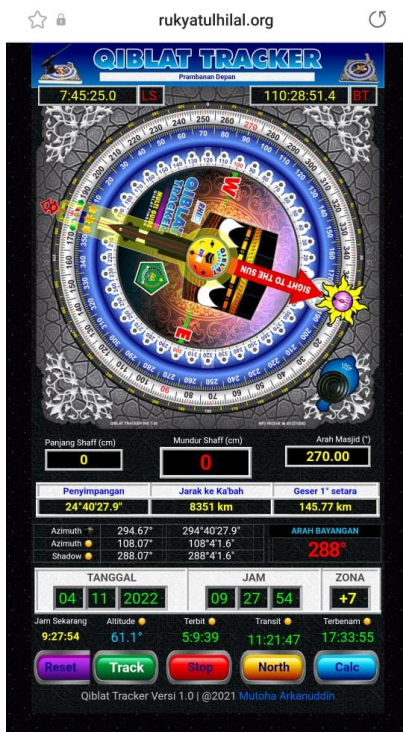 rukyatulhilal.org
QIBLAT TRACKER
Prambanan Depan
7:45:25.0 LS
110:28:51.4 BT
QIBLAT
TRACKER
W
E
SIGHT TO THE SUN
Panjang Shaff (cm)
0
Mundur Shaff (cm)
0
Arah Masjid (°)
270.00
Penyimpangan Jarak ke Ka'bah Geser 1° setara
24°40'27.9" 8351 km 145.77 km
Azimuth 294.67° 294°40'27.9"
Azimuth 108.07° 108°4'1.6"
Shadow 288.07° 288°4'1.6"
ARAH BAYANGAN
288°
TANGGAL JAM ZONA
04 11 2022 09 27 54 +7
Jam Sekarang Altitude Terbit Transit Terbenam
9:27:54 61.1° 5:9:39 11:21:47 17:33:55
Reset Track Stop North Calc
Qiblat Tracker Versi 1.0 | @2021 Mutoha Arkanuddin